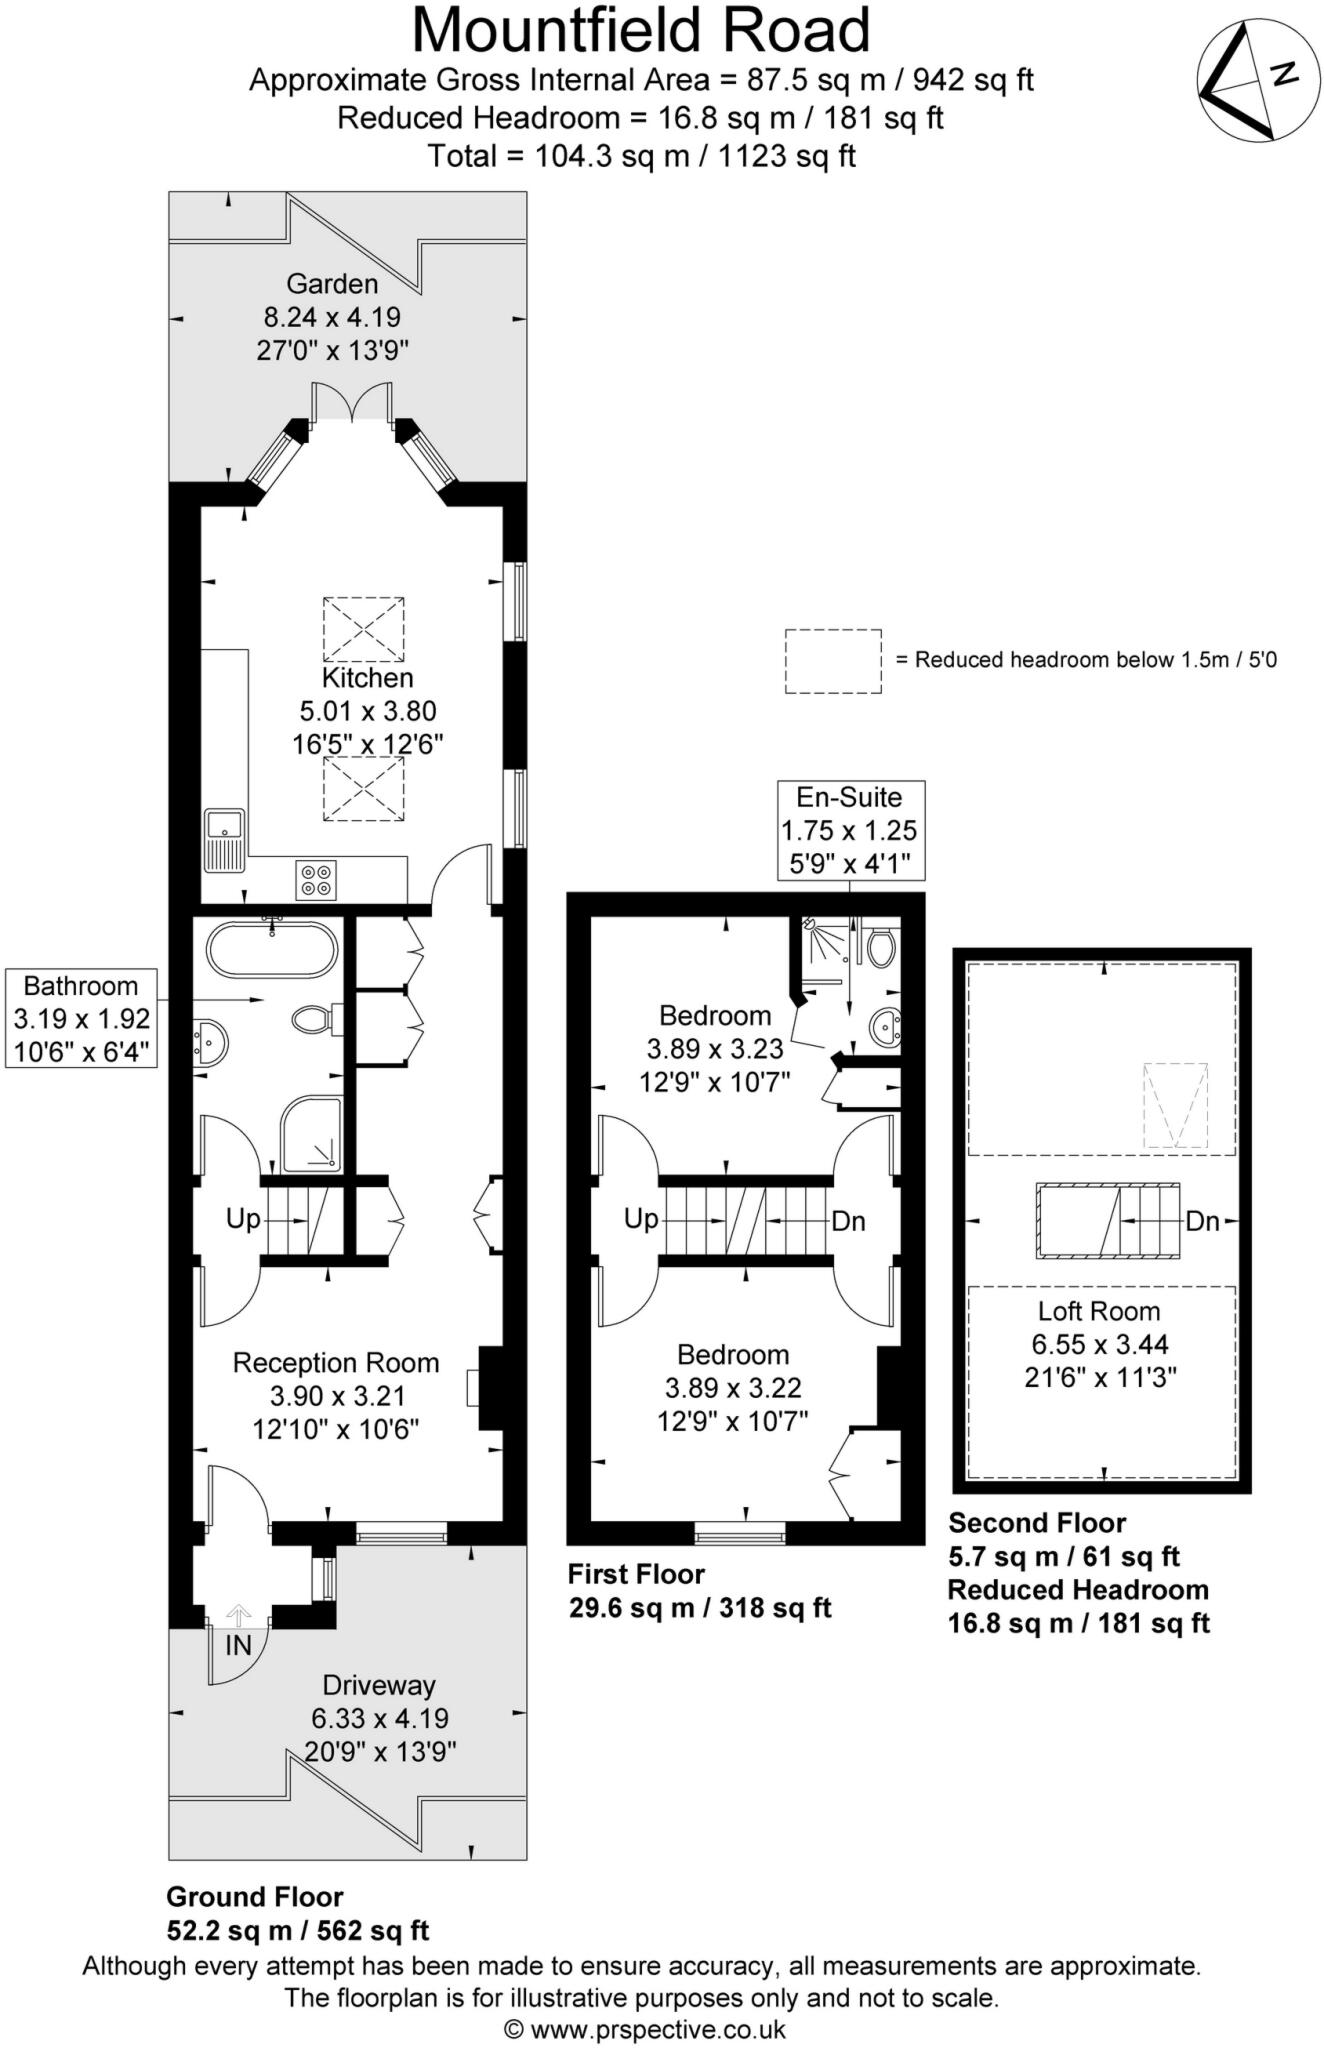 Mountfield Road
Approximate Gross Internal Area = 87.5 sq m / 942 sq ft
Reduced Headroom = 16.8 sq m / 181 sq ft
Total = 104.3 sq m / 1123 sq ft
N
Garden
8.24 x 4.19
27'0" x 13'9"
Kitchen
5.01 x 3.80
16'5" x 12'6"
= Reduced headroom below 1.5m / 5'0
En-Suite
1.75 x 1.25
5'9" x 4'1"
Bathroom
3.19 x 1.92
10'6" x 6'4"
Bedroom
3.89 x 3.23
12'9" x 10'7"
Up
Up
Dn
Dn
Reception Room
3.90 x 3.21
12'10" x 10'6"
Bedroom
3.89 x 3.22
12'9" x 10'7"
Loft Room
6.55 x 3.44
21'6" x 11'3"
Second Floor
5.7 sq m / 61 sq ft
Reduced Headroom
16.8 sq m / 181 sq ft
First Floor
29.6 sq m / 318 sq ft
IN
Driveway
6.33 x 4.19
20'9" x 13'9"
Ground Floor
52.2 sq m / 562 sq ft
Although every attempt has been made to ensure accuracy, all measurements are approximate.
The floorplan is for illustrative purposes only and not to scale.
© www.prspective.co.uk